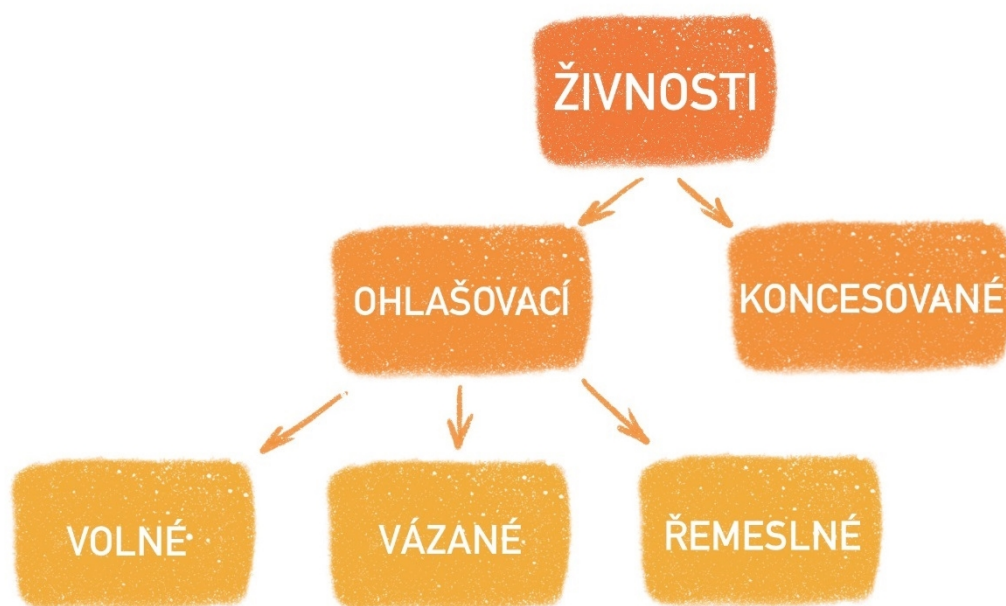 ŽIVNOSTI
OHLAŠOVACÍ
KONCESOVANÉ
VOLNÉ
VÁZANÉ
ŘEMESLNÉ